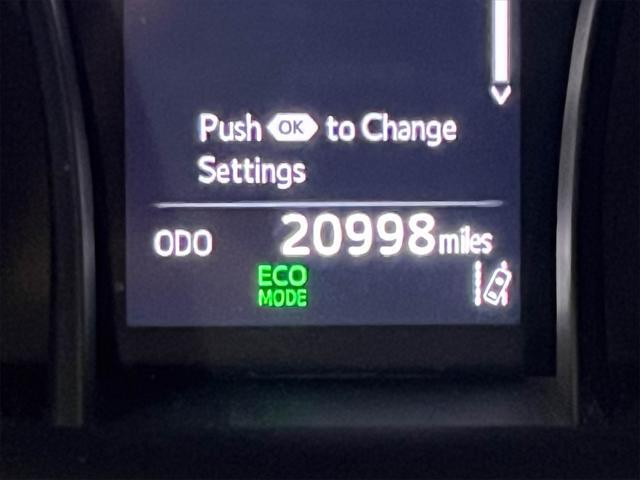 Push OK to Change
Settings
ODO 20998 miles
ECO
MODE